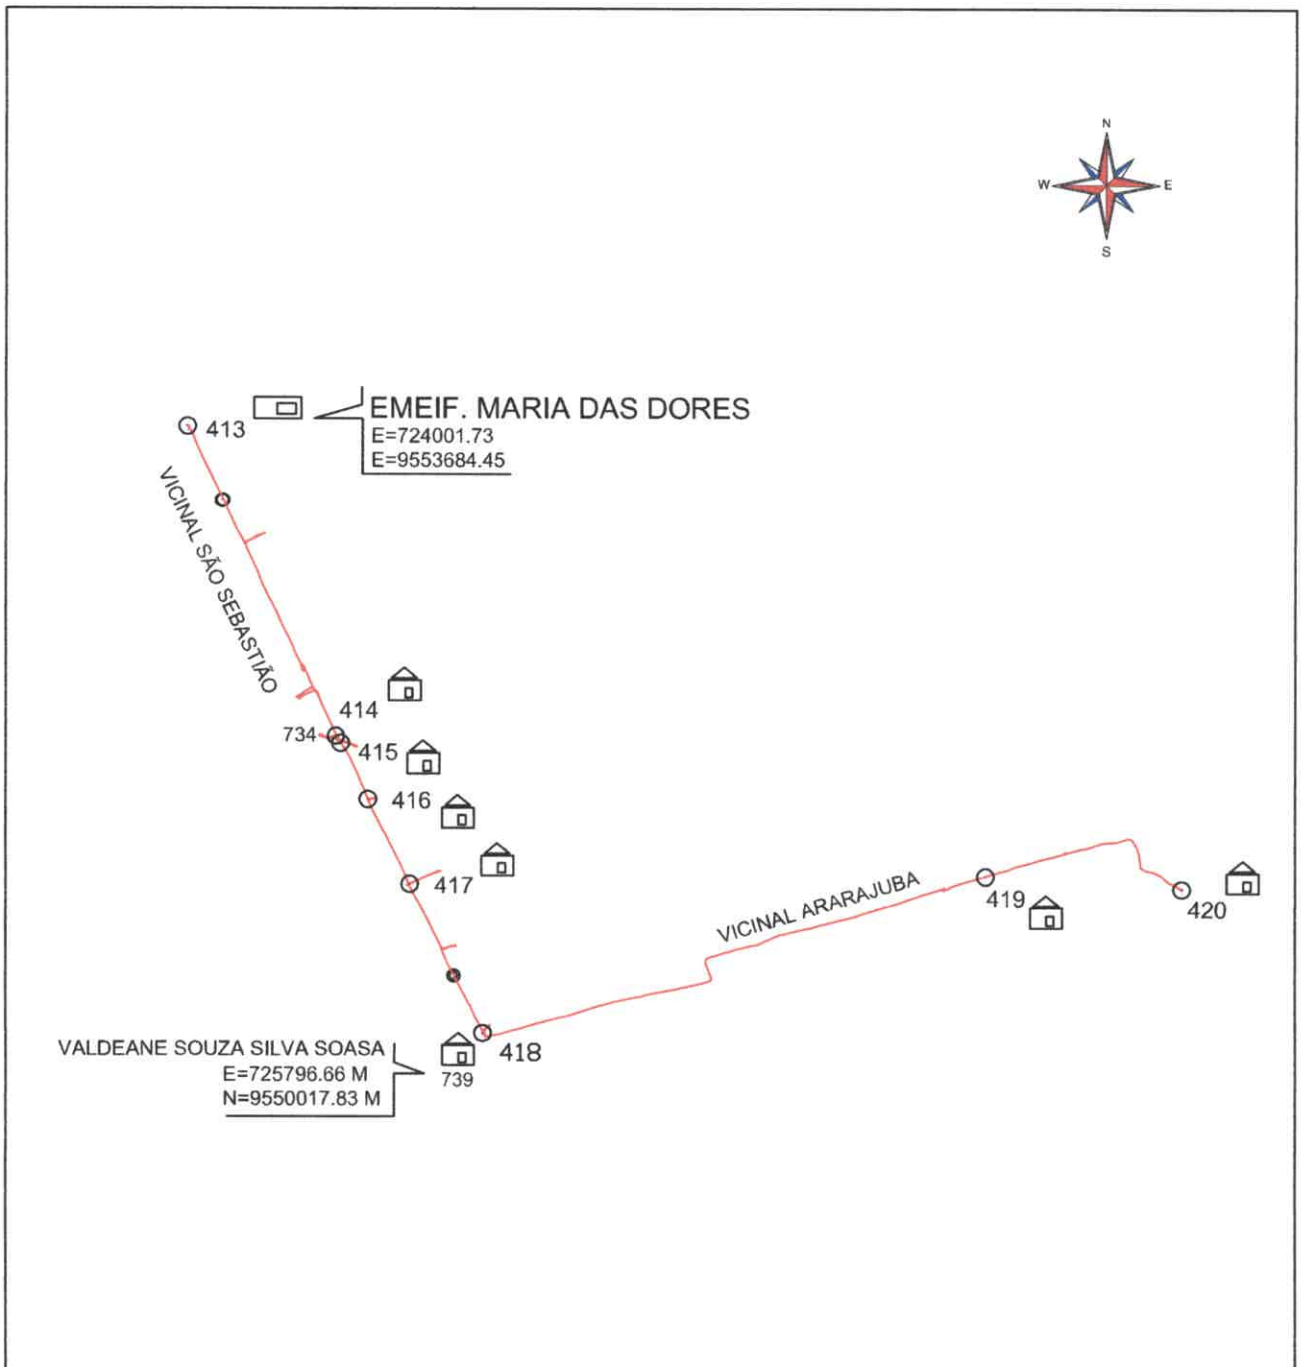 N
W E
S
EMEIF. MARIA DAS DORES
E=724001.73
E=9553684.45
413
VICINAL SÃO SEBASTIÃO
414
734
415
416
417
VICINAL ARARAJUBA
419
420
418
VALDEANE SOUZA SILVA SOASA
E=725796.66 M
N=9550017.83 M
739